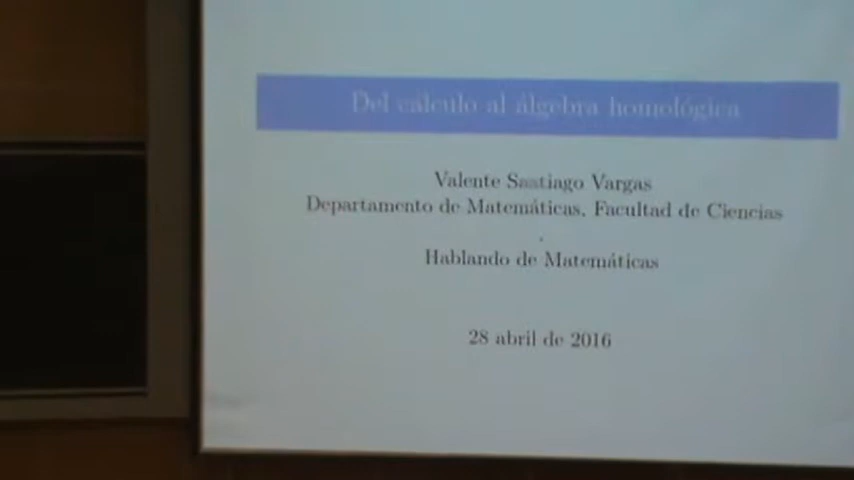 Del cálculo al álgebra homológica
Valente Santiago Vargas
Departamento de Matemáticas, Facultad de Ciencias
Hablando de Matemáticas
28 abril de 2016